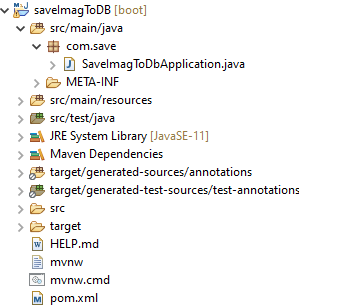 saveImagToDB [boot]
src/main/java
com.save
SaveImagToDbApplication.java
META-INF
src/main/resources
src/test/java
JRE System Library [JavaSE-11]
Maven Dependencies
target/generated-sources/annotations
target/generated-test-sources/test-annotations
src
target
HELP.md
mvnw
mvnw.cmd
pom.xml